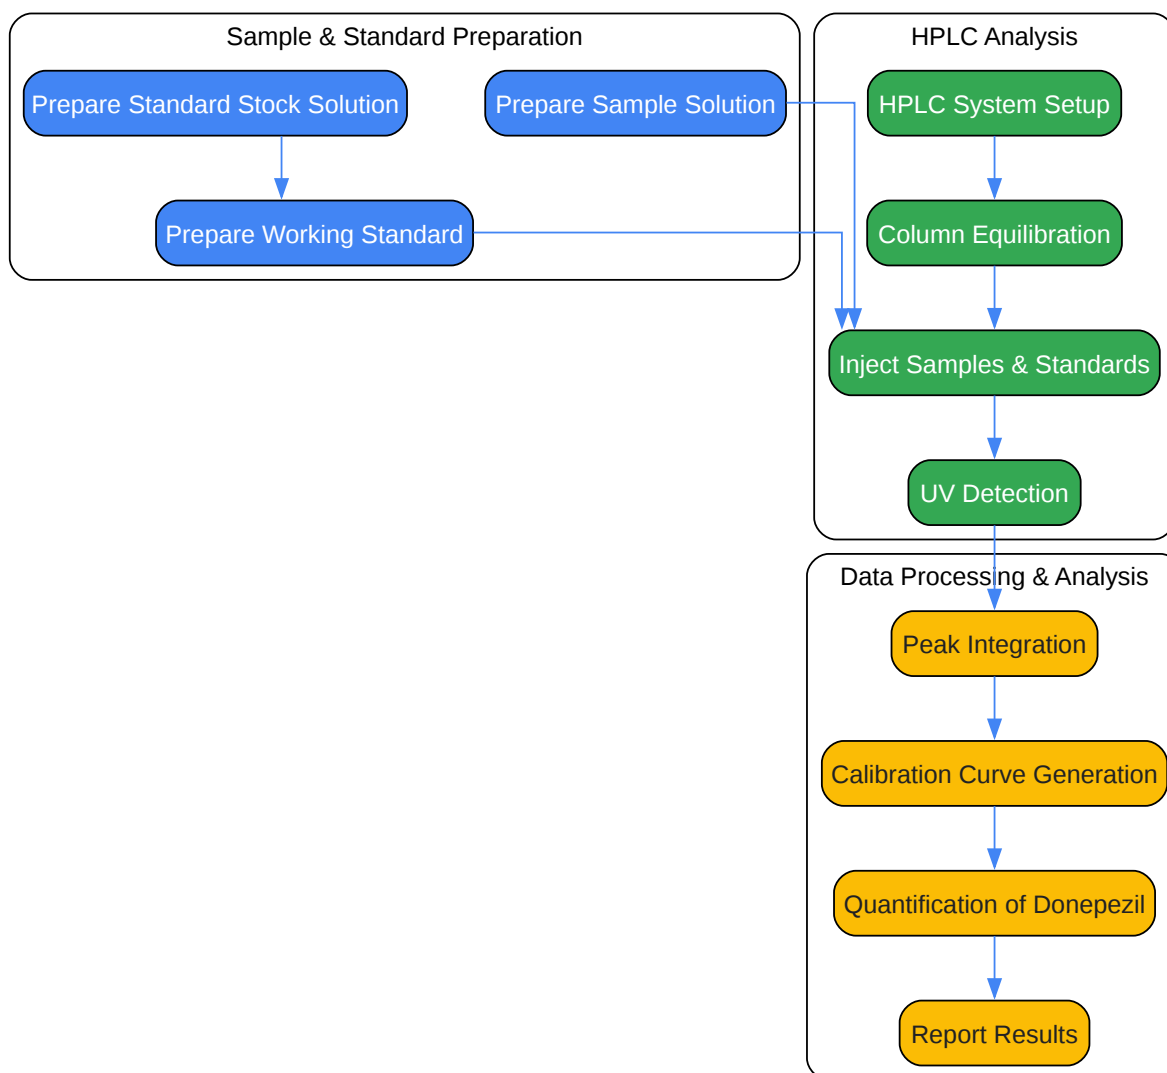 Sample & Standard Preparation
Prepare Standard Stock Solution
Prepare Sample Solution
Prepare Working Standard
HPLC Analysis
HPLC System Setup
Column Equilibration
Inject Samples & Standards
UV Detection
Data Processing & Analysis
Peak Integration
Calibration Curve Generation
Quantification of Donepezil
Report Results